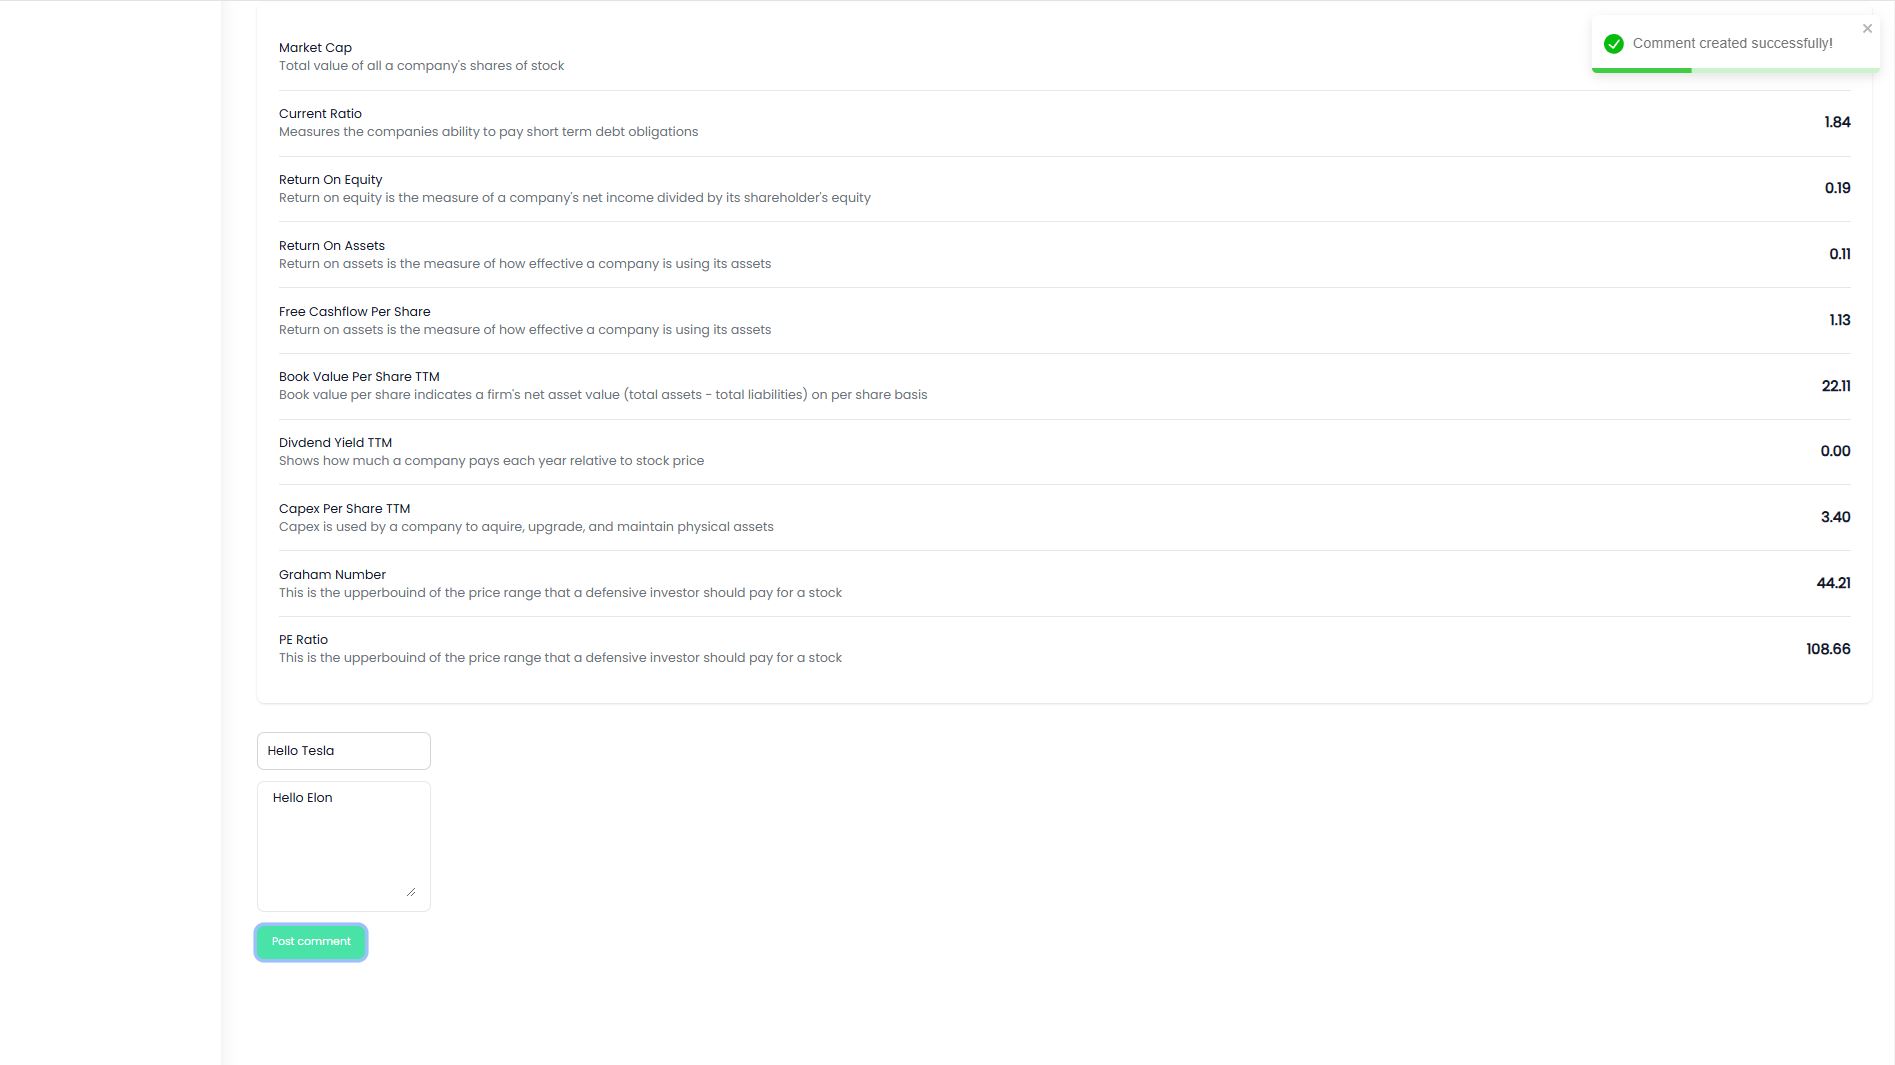 Market Cap
Total value of all a company's shares of stock
Comment created successfully!
Current Ratio
Measures the companies ability to pay short term debt obligations
1.84
Return On Equity
Return on equity is the measure of a company's net income divided by its shareholder's equity
0.19
Return On Assets
Return on assets is the measure of how effective a company is using its assets
0.11
Free Cashflow Per Share
Return on assets is the measure of how effective a company is using its assets
1.13
Book Value Per Share TTM
Book value per share indicates a firm's net asset value (total assets - total liabilities) on per share basis
22.11
Divdend Yield TTM
Shows how much a company pays each year relative to stock price
0.00
Capex Per Share TTM
Capex is used by a company to aquire, upgrade, and maintain physical assets
3.40
Graham Number
This is the upperbouind of the price range that a defensive investor should pay for a stock
44.21
PE Ratio
This is the upperbouind of the price range that a defensive investor should pay for a stock
108.66
Hello Tesla
Hello Elon
Post comment